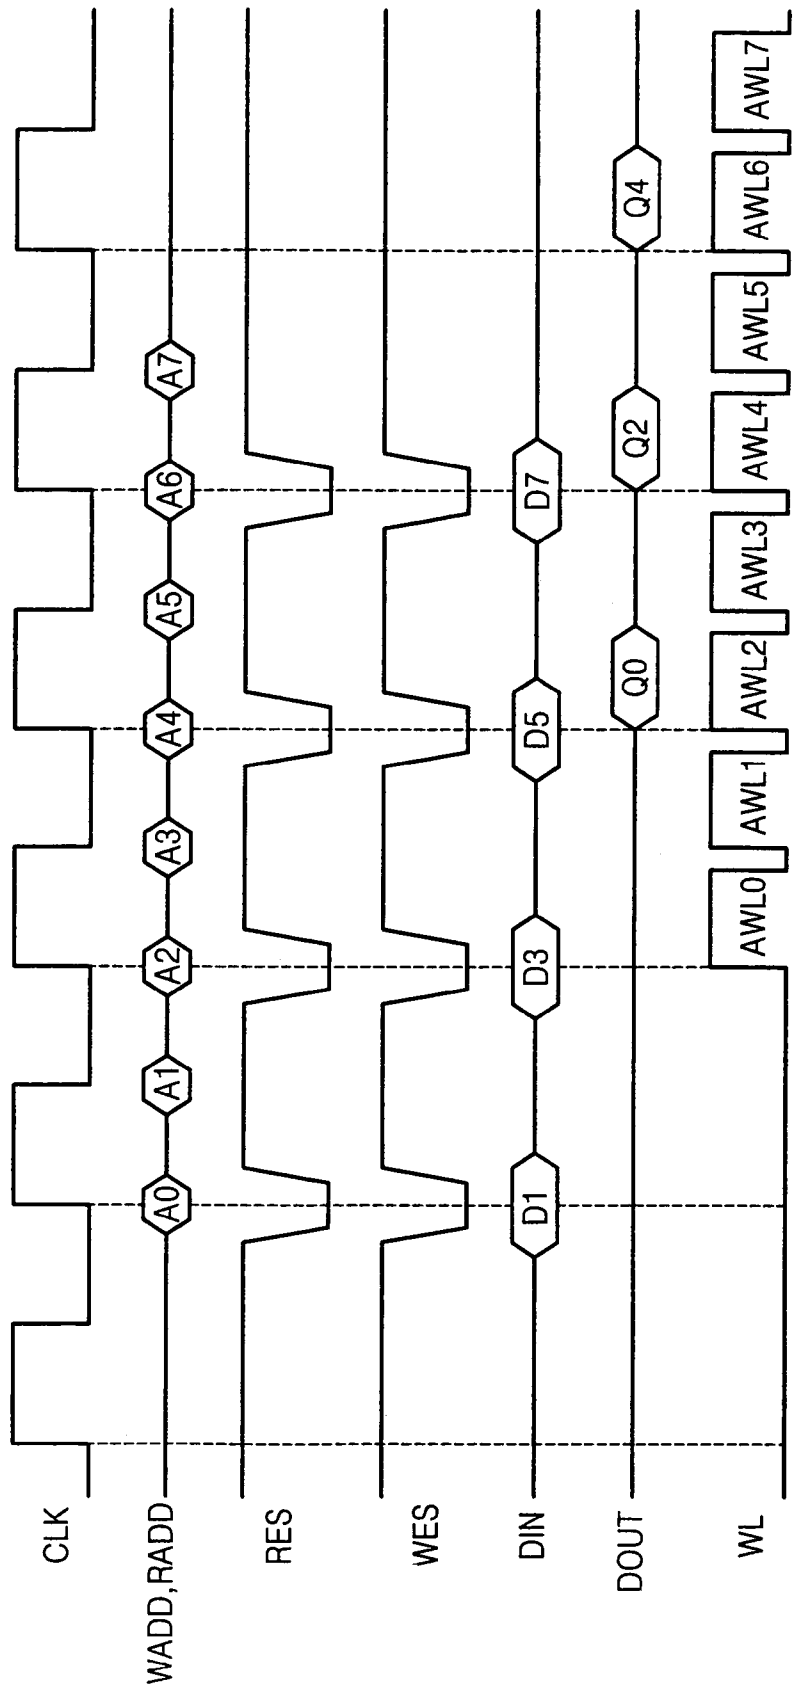 CLK
WADD,RADD A0 A1 A2 A3 A4 A5 A6 A7
RES
WES
DIN D1 D3 D5 D7
DOUT Q0 Q2 Q4
WL AWL0 AWL1 AWL2 AWL3 AWL4 AWL5 AWL6 AWL7